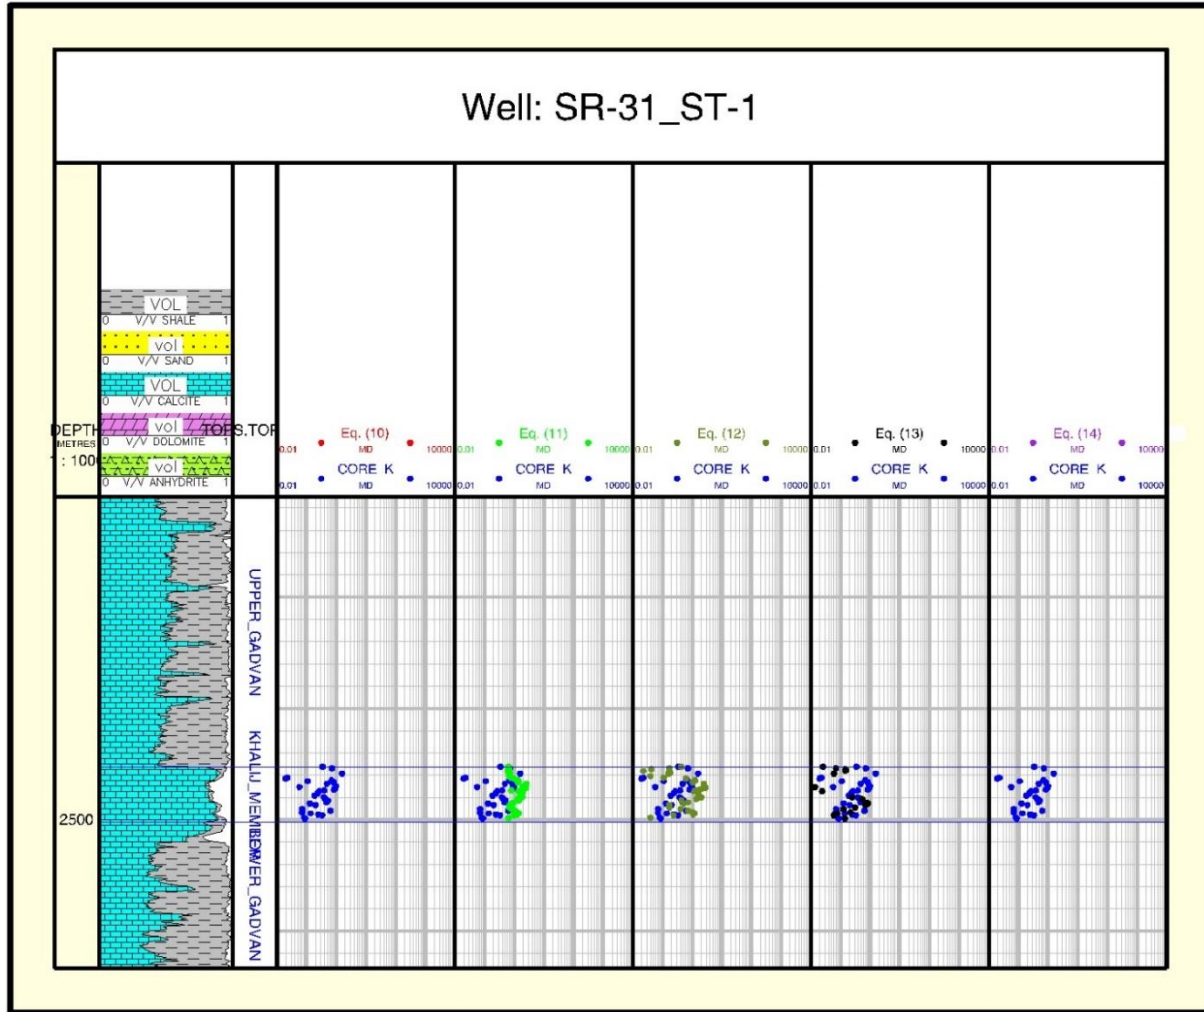 Well: SR-31_ST-1
VOL
0 V/V SHALE 1
vol
0 V/V SAND 1
VOL
0 V/V CALCITE 1
vol
0 V/V DOLOMITE 1
vol
0 V/V ANHYDRITE 1
DEPTH
METRES
TOPS.TOP
Eq. (10)
0.01 MD 10000
CORE K
0.01 MD 10000
Eq. (11)
0.01 MD 10000
CORE K
0.01 MD 10000
Eq. (12)
0.01 MD 10000
CORE K
0.01 MD 10000
Eq. (13)
0.01 MD 10000
CORE K
0.01 MD 10000
Eq. (14)
0.01 MD 10000
CORE K
0.01 MD 10000
UPPER_GADVAN
KHALIJ_MEMBER
LOWER_GADVAN
2500